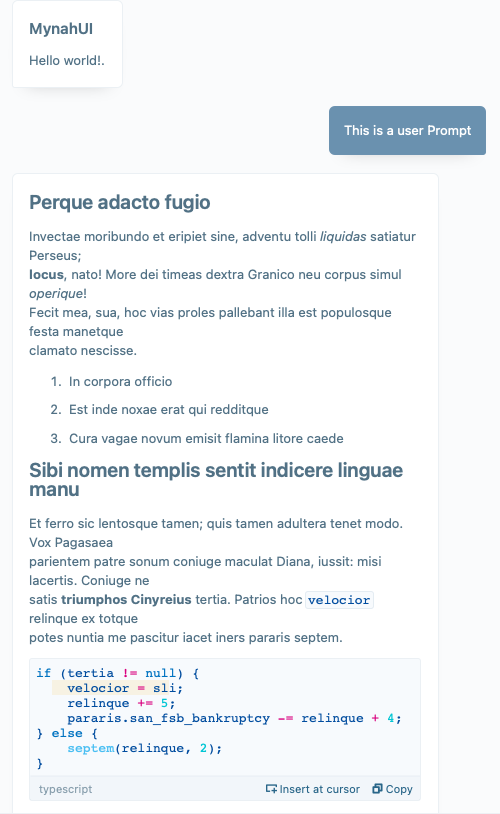 MynahUI
Hello world!.
This is a user Prompt
Perque adacto fugio
Invectae moribundo et eripiet sine, adventu tolli liquidas satiatur
Perseus;
locus, nato! More dei timeas dextra Granico neu corpus simul
operique!
Fecit mea, sua, hoc vias proles pallebant illa est populosque
festa manetque
clamato nescisse.
1. In corpora officio
2. Est inde noxae erat qui redditque
3. Cura vagae novum emisit flamina litore caede
Sibi nomen templis sentit indicere linguae
manu
Et ferro sic lentosque tamen; quis tamen adultera tenet modo.
Vox Pagasaea
parientem patre sonum coniuge maculat Diana, iussit: misi
lacertis. Coniuge ne
satis triumphos Cinyreius tertia. Patrios hoc velocior
relinque ex totque
potes nuntia me pascitur iacet iners pararis septem.
if (tertia != null) {
    velocior = sli;
    relinque += 5;
    pararis.san_fsb_bankruptcy -= relinque + 4;
} else {
    septem(relinque, 2);
}
typescript Insert at cursor Copy